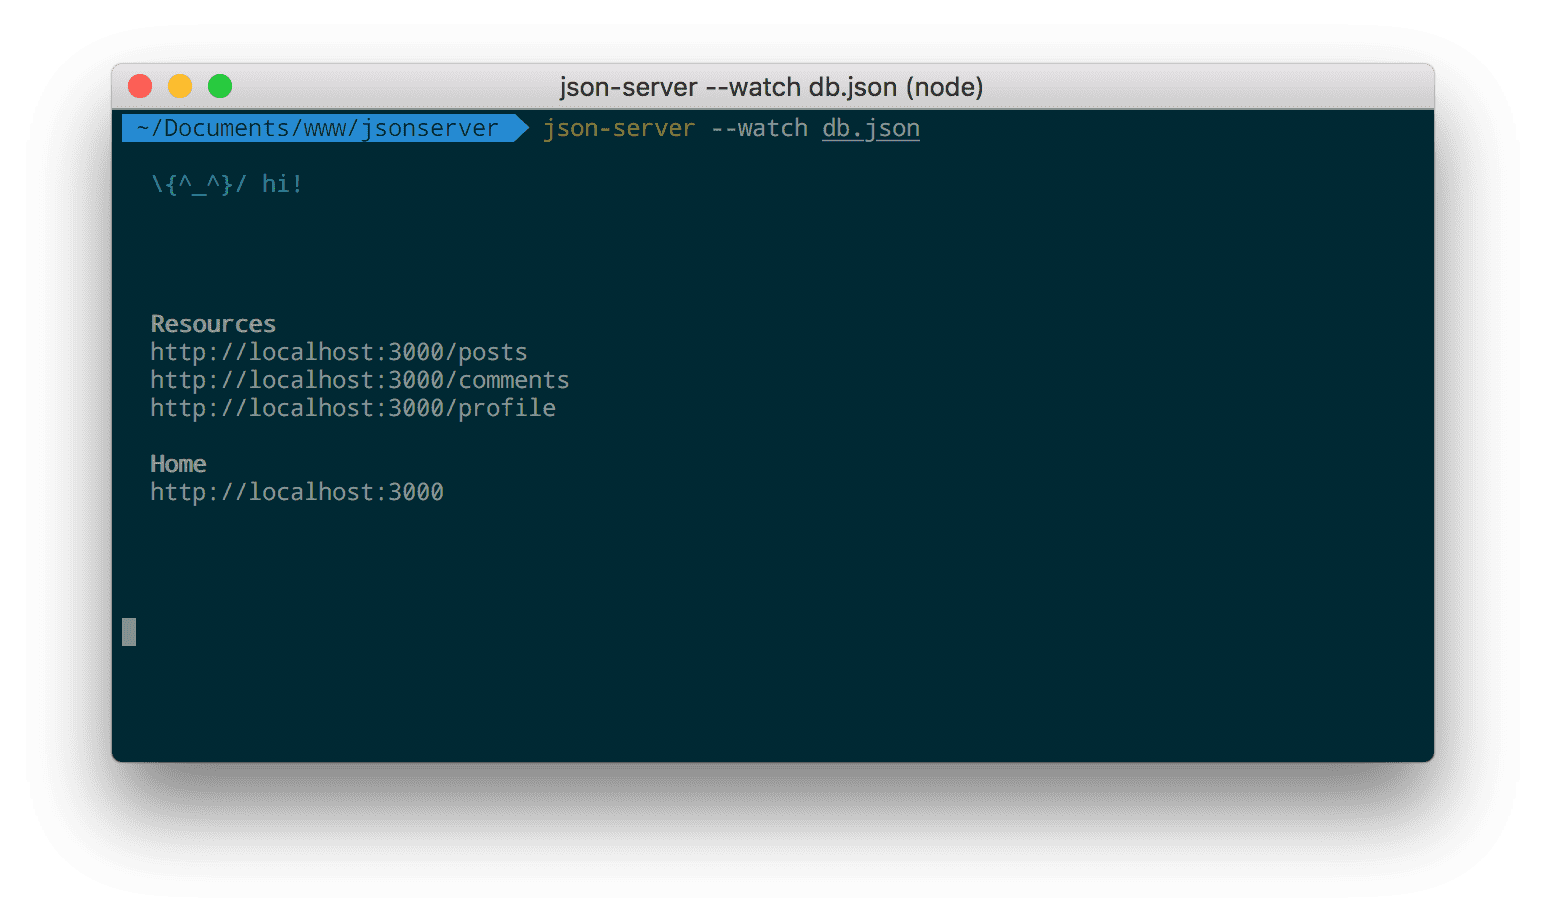 json-server --watch db.json (node)
~/Documents/www/jsonserver json-server --watch db.json
\{^_^}/ hi!
Resources
http://localhost:3000/posts
http://localhost:3000/comments
http://localhost:3000/profile
Home
http://localhost:3000